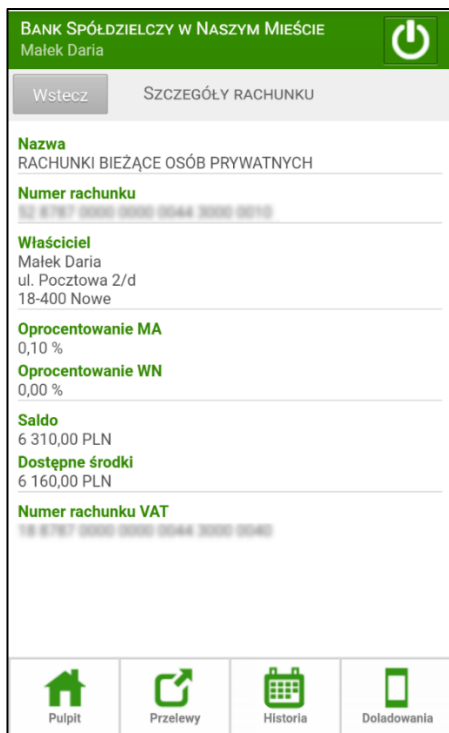 BANK SPÓŁDZIELCZY W NASZYM MIEŚCIE
Małek Daria
Wstecz
SZCZEGÓŁY RACHUNKU
Nazwa
RACHUNKI BIEŻĄCE OSÓB PRYWATNYCH
Numer rachunku
Właściciel
Małek Daria
ul. Pocztowa 2/d
18-400 Nowe
Oprocentowanie MA
0,10 %
Oprocentowanie WN
0,00 %
Saldo
6 310,00 PLN
Dostępne środki
6 160,00 PLN
Numer rachunku VAT
Pulpit
Przelewy
Historia
Doladowania